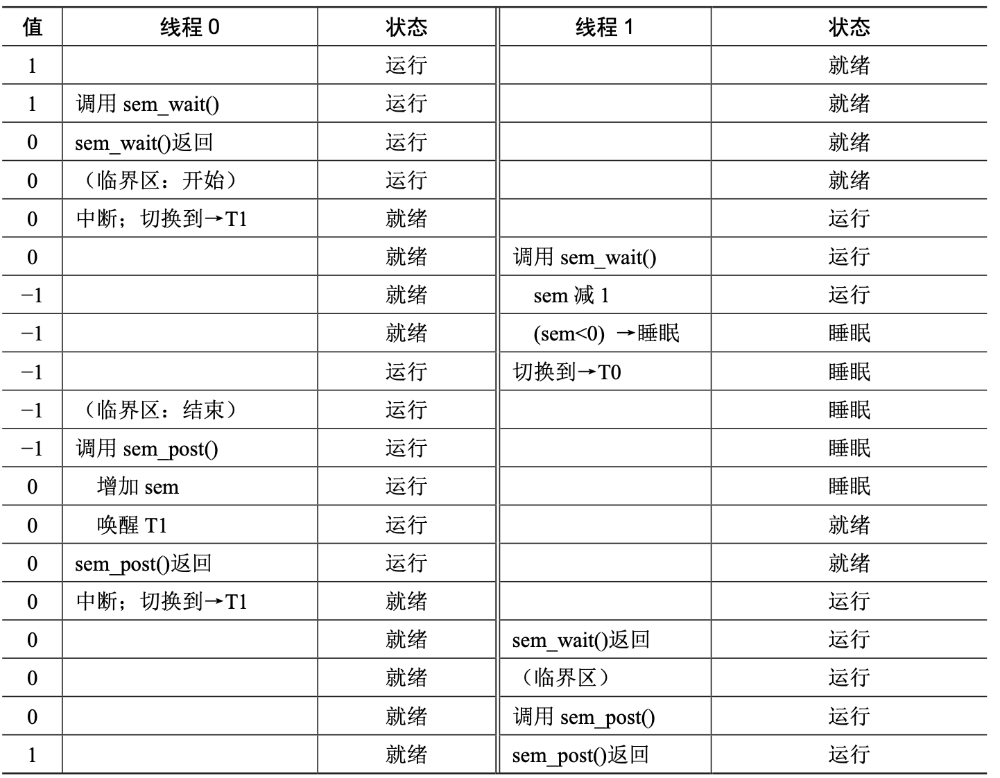 值 线程 0 状态 线程 1 状态
1 运行 就绪
1 调用 sem_wait() 运行 就绪
0 sem_wait()返回 运行 就绪
0 （临界区：开始） 运行 就绪
0 中断；切换到→T1 就绪 运行
0 就绪 调用 sem_wait() 运行
−1 就绪 sem 减 1 运行
−1 就绪 (sem<0) →睡眠 睡眠
−1 运行 切换到→T0 睡眠
−1 （临界区：结束） 运行 睡眠
−1 调用 sem_post() 运行 睡眠
0 增加 sem 运行 睡眠
0 唤醒 T1 运行 就绪
0 sem_post()返回 运行 就绪
0 中断；切换到→T1 就绪 运行
0 就绪 sem_wait()返回 运行
0 就绪 （临界区） 运行
0 就绪 调用 sem_post() 运行
1 就绪 sem_post()返回 运行